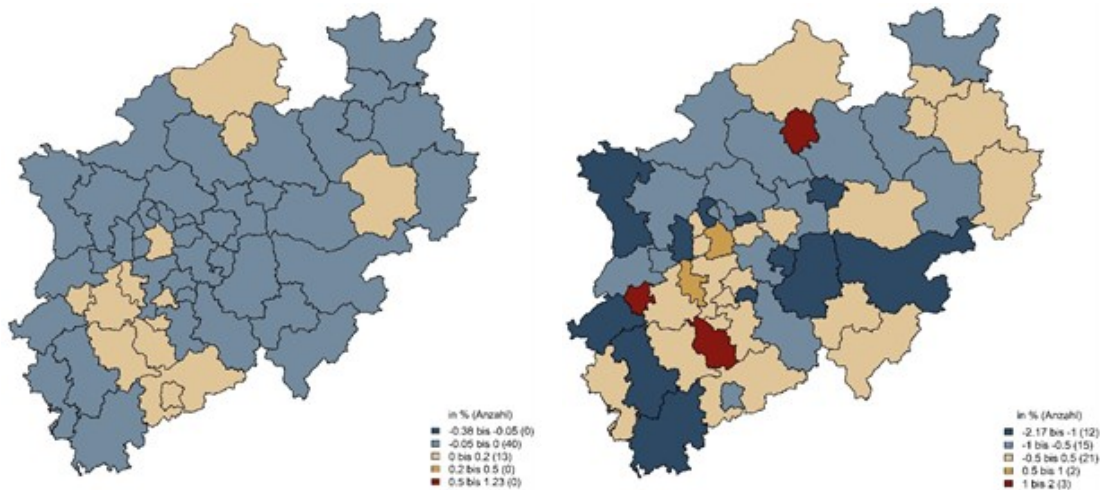 in % (Anzahl)
-0.38 bis -0.05 (0)
-0.05 bis 0 (40)
0 bis 0.2 (13)
0.2 bis 0.5 (0)
0.5 bis 1.23 (0)
in % (Anzahl)
-2.17 bis -1 (12)
-1 bis -0.5 (15)
-0.5 bis 0.5 (21)
0.5 bis 1 (2)
1 bis 2 (3)